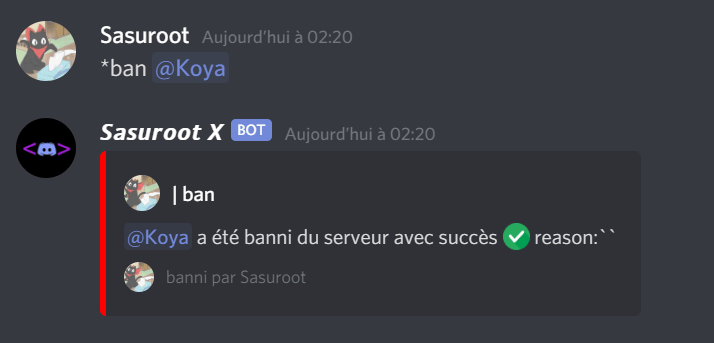 Sasuroot Aujourd'hui à 02:20
*ban @Koya
Sasuroot X BOT Aujourd'hui à 02:20
| ban
@Koya a été banni du serveur avec succès ✅ reason:``
banni par Sasuroot